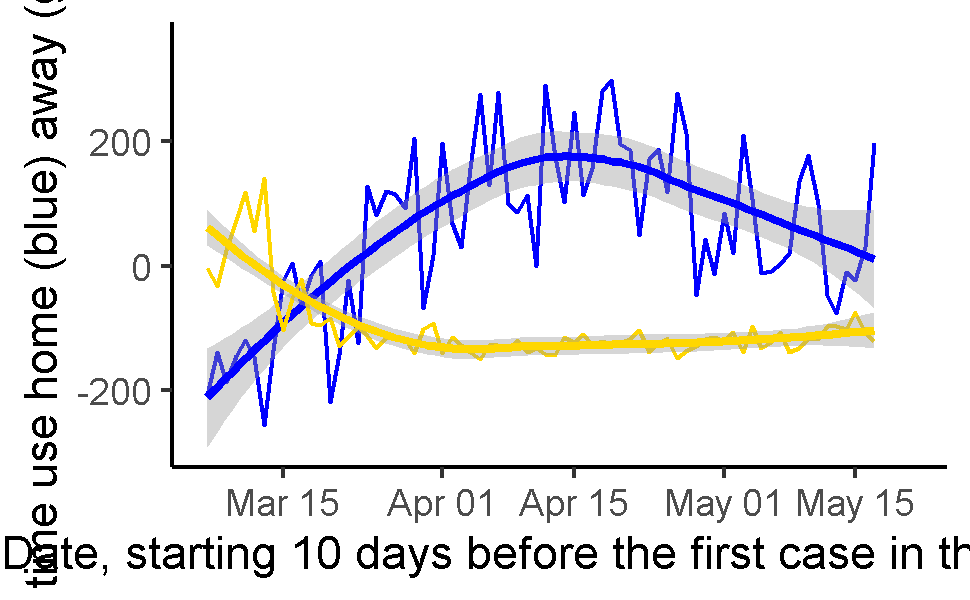 time use home (blue) away (
200
0
-200
Mar 15 Apr 01 Apr 15 May 01 May 15
Date, starting 10 days before the first case in th